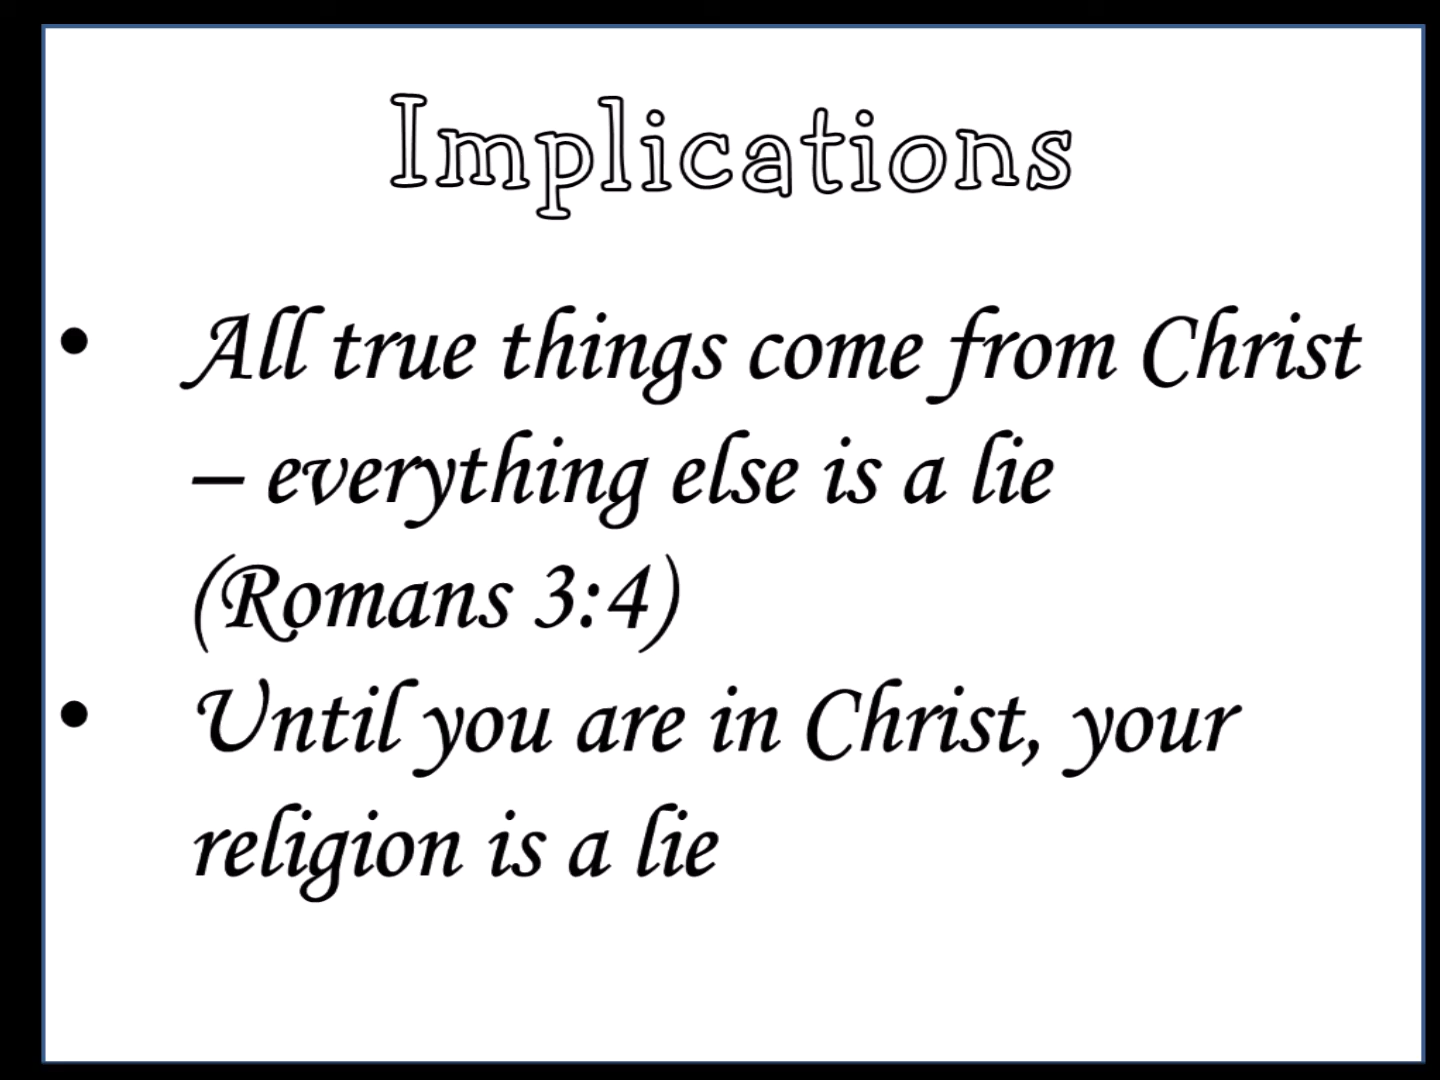 Implications
• All true things come from Christ
– everything else is a lie
(Romans 3:4)
• Until you are in Christ, your
religion is a lie